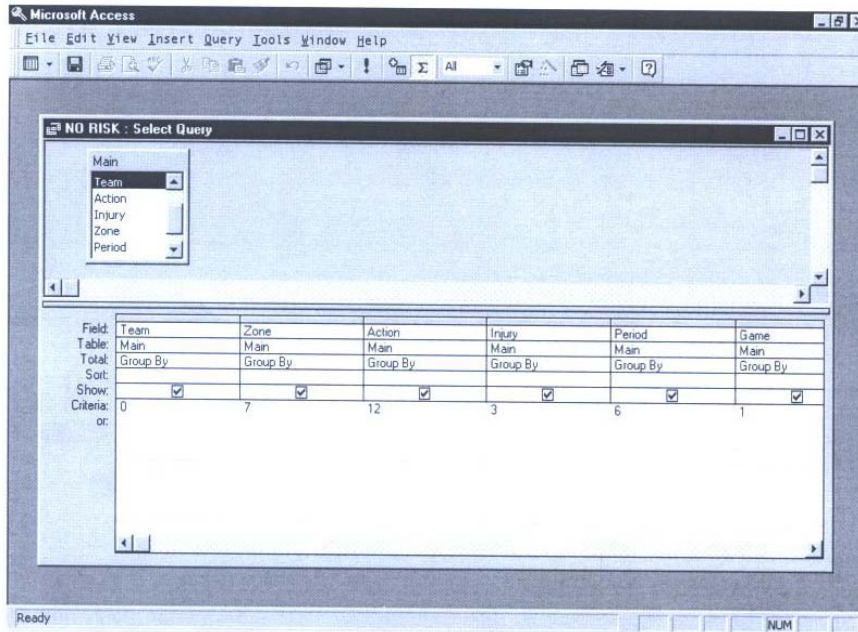 Microsoft Access
File Edit View Insert Query Tools Window Help
Σ All
NO RISK : Select Query
Main
Team
Action
Injury
Zone
Period
Field: Team Zone Action Injury Period Game
Table: Main Main Main Main Main Main
Total: Group By Group By Group By Group By Group By Group By
Sort:
Show:
Criteria: 0 7 12 3 6 1
or:
Ready NUM